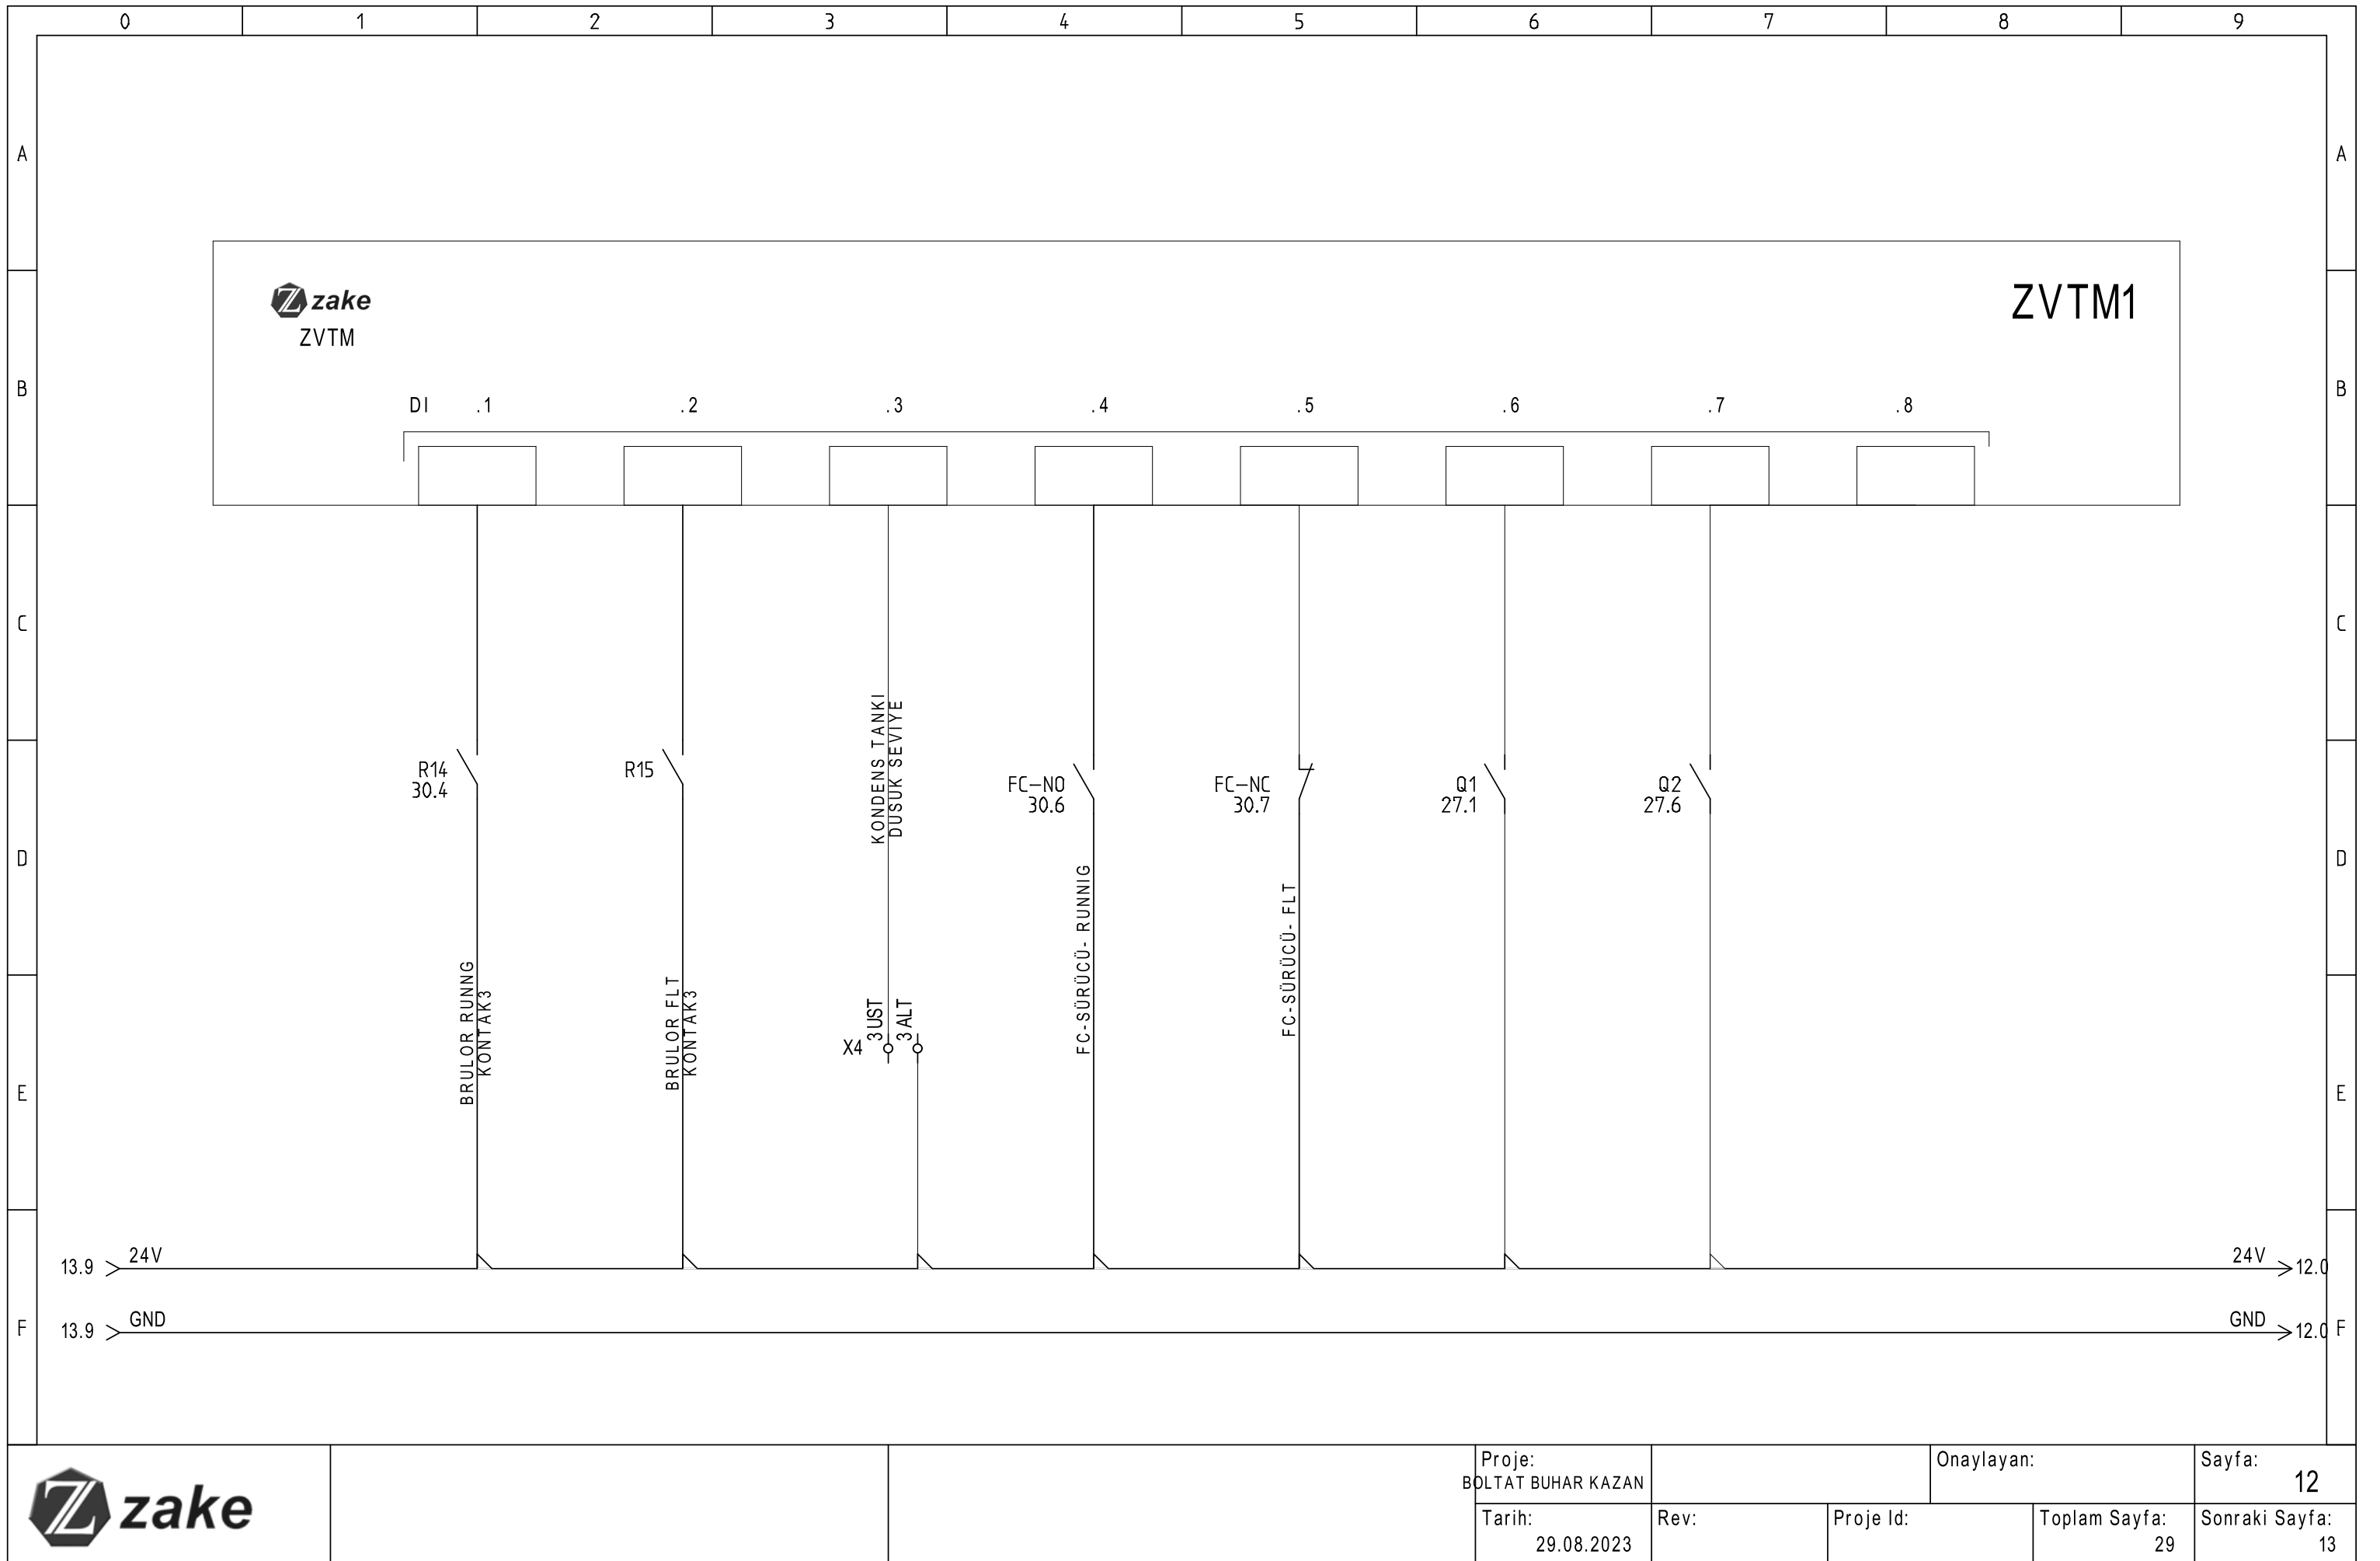 0 1 2 3 4 5 6 7 8 9
A A
zake
ZVTM
ZVTM1
B B
DI .1 .2 .3 .4 .5 .6 .7 .8
C C
KONDENS TANKI
DUSUK SEVIYE
R14
30.4
R15
FC-NO
30.6
FC-NC
30.7
Q1
27.1
Q2
27.6
D D
BRULOR RUNNG
KONTAK3
BRULOR FLT
KONTAK3
X4
3 UST
3 ALT
FC-SÜRÜCÜ- RUNNIG
FC-SÜRÜCÜ- FLT
E E
13.9 24V 24V 12.0
13.9 GND GND 12.0
F F
zake
Proje:
BOLTAT BUHAR KAZAN
Onaylayan:
Sayfa:
12
Tarih:
29.08.2023
Rev:
Proje Id:
Toplam Sayfa:
29
Sonraki Sayfa:
13